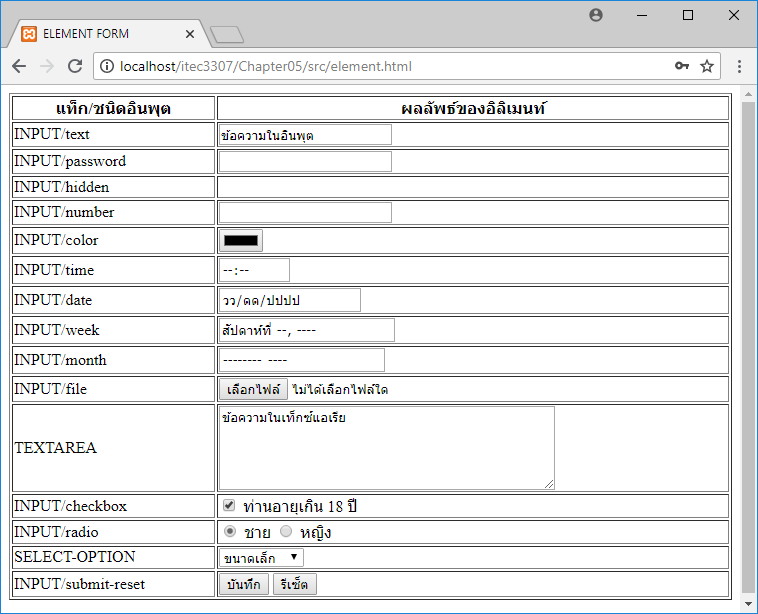 ELEMENT FORM
localhost/itec3307/Chapter05/src/element.html
แท็ก/ชนิดอินพุต ผลลัพธ์ของอิลิเมนท์
INPUT/text ข้อความในอินพุต
INPUT/password
INPUT/hidden
INPUT/number
INPUT/color
INPUT/time --:--
INPUT/date วว/ดด/ปปปป
INPUT/week สัปดาห์ที่ --, ----
INPUT/month -------- ----
INPUT/file เลือกไฟล์ ไม่ได้เลือกไฟล์ใด
ข้อความในเท็กซ์แอเรีย
TEXTAREA
INPUT/checkbox ท่านอายุเกิน 18 ปี
INPUT/radio ชาย หญิง
SELECT-OPTION ขนาดเล็ก
INPUT/submit-reset บันทึก รีเซ็ต